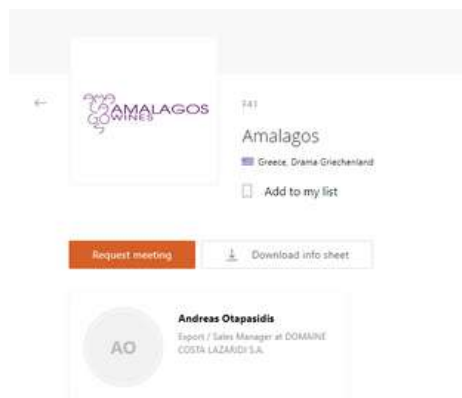 AMALAGOS
WINES
F41
Amalagos
Greece, Drama Griechenland
Add to my list
Request meeting
Download info sheet
Andreas Otapasidis
AO
Export / Sales Manager at DOMAINE
COSTA LAZARIDI S.A.